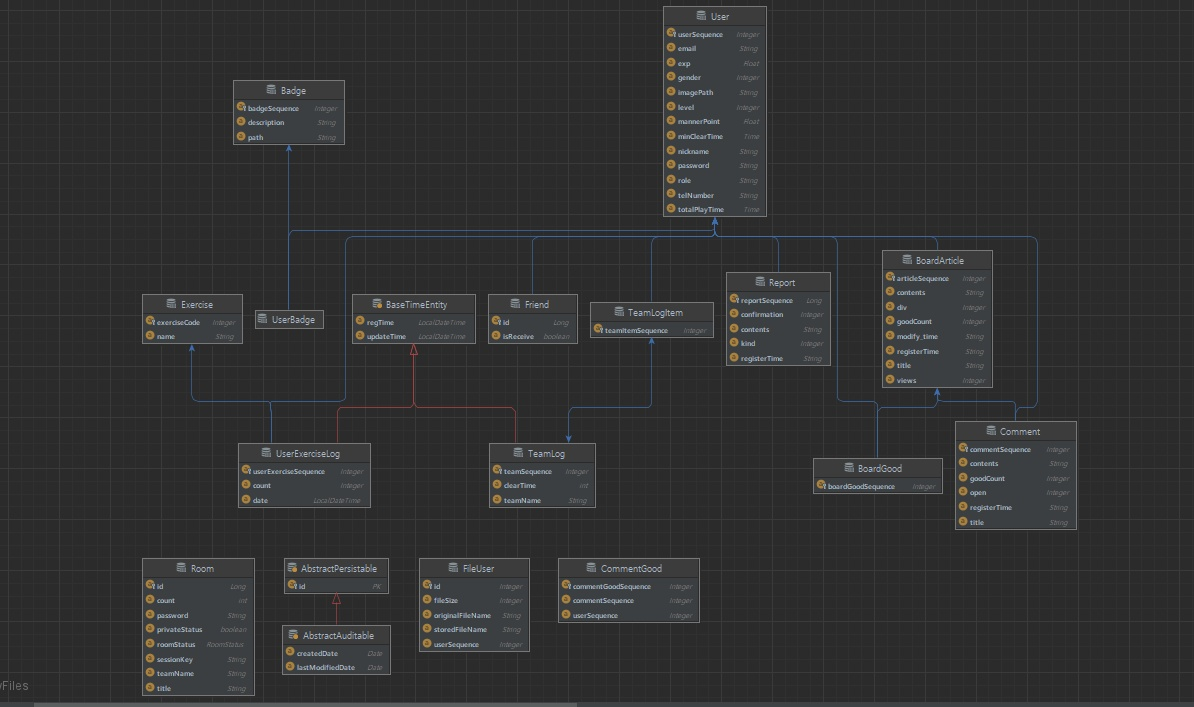 User
userSequence Integer
email String
exp Float
gender Integer
imagePath String
level Integer
mannerPoint Float
minClearTime Time
nickname String
password String
role String
telNumber String
totalPlayTime Time
Badge
badgeSequence Integer
description String
path String
Exercise
exerciseCode Integer
name String
UserBadge
BaseTimeEntity
regTime LocalDateTime
updateTime LocalDateTime
Friend
id Long
isReceive boolean
TeamLogItem
teamItemSequence Integer
Report
reportSequence Long
confirmation Integer
contents String
kind Integer
registerTime String
BoardArticle
articleSequence Integer
contents String
div Integer
goodCount Integer
modify_time String
registerTime String
title String
views Integer
UserExerciseLog
userExerciseSequence Integer
count Integer
date LocalDateTime
TeamLog
teamSequence Integer
clearTime int
teamName String
BoardGood
boardGoodSequence Integer
Comment
commentSequence Integer
contents String
goodCount Integer
open Integer
registerTime String
title String
Room
id Long
count int
password String
privateStatus boolean
roomStatus RoomStatus
sessionKey String
teamName String
title String
AbstractPersistable
id PK
AbstractAuditable
createdDate Date
lastModifiedDate Date
FileUser
id Integer
fileSize Integer
originalFileName String
storedFileName String
userSequence Integer
CommentGood
commentGoodSequence Integer
commentSequence Integer
userSequence Integer
yFiles